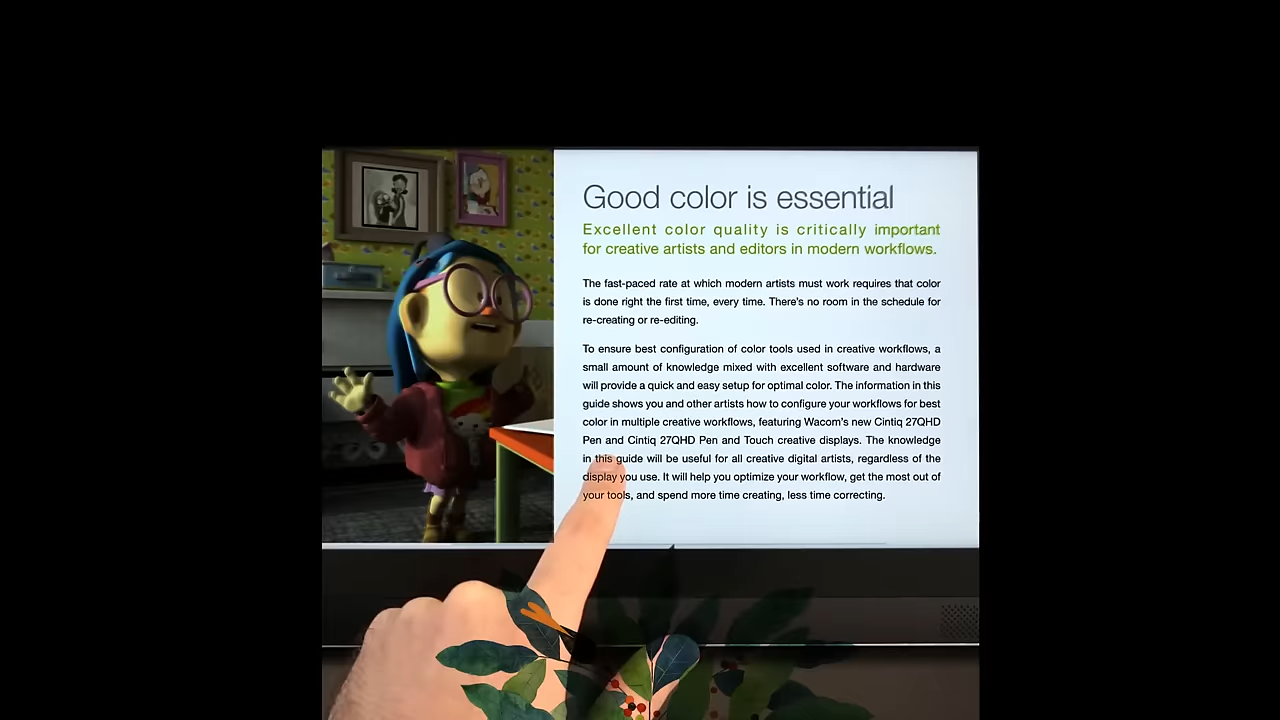 Good color is essential
Excellent color quality is critically important
for creative artists and editors in modern workflows.
The fast-paced rate at which modern artists must work requires that color
is done right the first time, every time. There's no room in the schedule for
re-creating or re-editing.
To ensure best configuration of color tools used in creative workflows, a
small amount of knowledge mixed with excellent software and hardware
will provide a quick and easy setup for optimal color. The information in this
guide shows you and other artists how to configure your workflows for best
color in multiple creative workflows, featuring Wacom's new Cintiq 27QHD
Pen and Cintiq 27QHD Pen and Touch creative displays. The knowledge
in this guide will be useful for all creative digital artists, regardless of the
display you use. It will help you optimize your workflow, get the most out of
your tools, and spend more time creating, less time correcting.